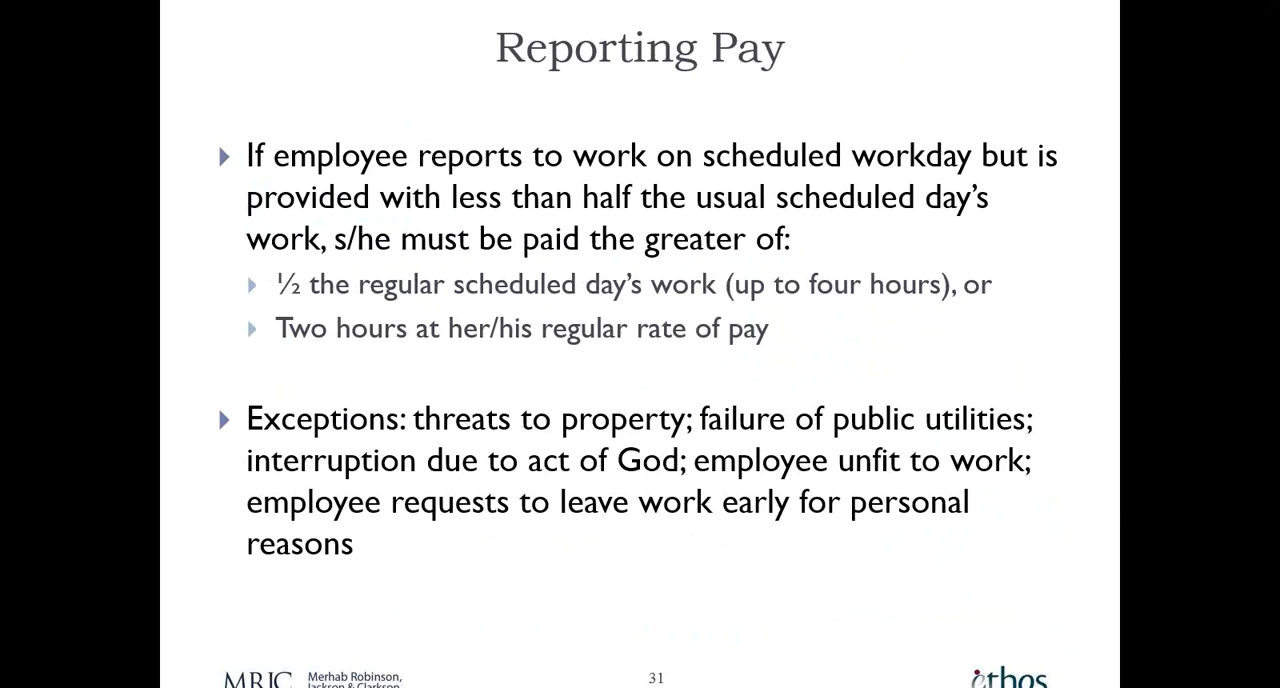 Reporting Pay
If employee reports to work on scheduled workday but is
provided with less than half the usual scheduled day’s
work, s/he must be paid the greater of:
½ the regular scheduled day’s work (up to four hours), or
Two hours at her/his regular rate of pay
Exceptions: threats to property; failure of public utilities;
interruption due to act of God; employee unfit to work;
employee requests to leave work early for personal
reasons
MRJC Merhab Robinson,
Jackson & Clarkson
31
ethos